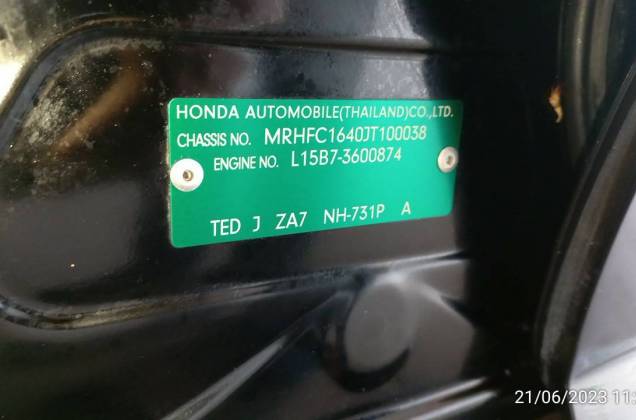 HONDA AUTOMOBILE(THAILAND)CO.,LTD.
CHASSIS NO. MRHFC1640JT100038
ENGINE NO. L15B7-3600874
TED J ZA7 NH-731P A
21/06/2023